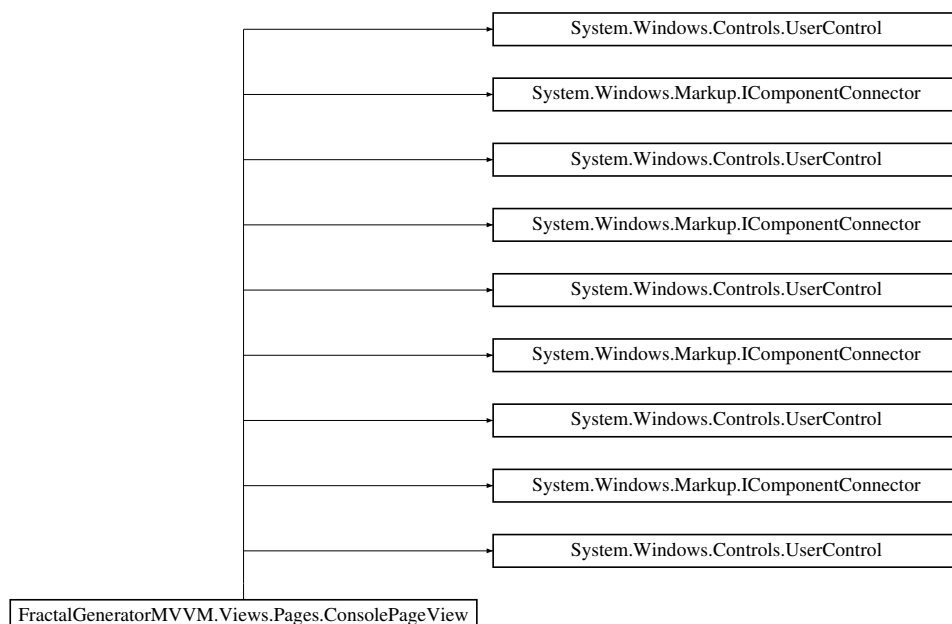 System.Windows.Controls.UserControl
System.Windows.Markup.IComponentConnector
System.Windows.Controls.UserControl
System.Windows.Markup.IComponentConnector
System.Windows.Controls.UserControl
System.Windows.Markup.IComponentConnector
System.Windows.Controls.UserControl
System.Windows.Markup.IComponentConnector
System.Windows.Controls.UserControl
FractalGeneratorMVVM.Views.Pages.ConsolePageView